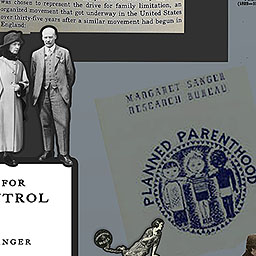 was chosen to represent the drive for family limitation, an
organized movement that got underway in the United States
over thirty-five years after a similar movement had begun in
England:
MARGARET SANGER
RESEARCH BUREAU
PLANNED PARENTHOOD
FOR
NTROL
NGER